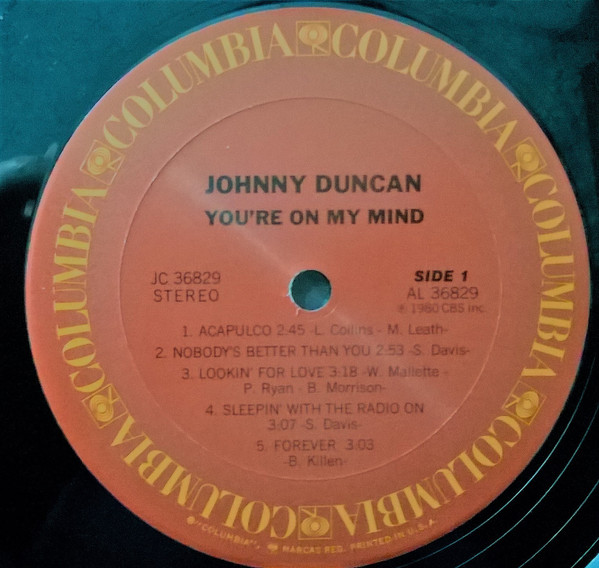 COLUMBIA COLUMBIA COLUMBIA COLUMBIA COLUMBIA COLUMBIA COLUMBIA
JOHNNY DUNCAN
YOU'RE ON MY MIND
JC 36829
STEREO
SIDE 1
AL 36829
℗ 1980 CBS Inc.
1. ACAPULCO 2:45 -L. Collins - M. Leath-
2. NOBODY'S BETTER THAN YOU 2:53 -S. Davis-
3. LOOKIN' FOR LOVE 3:18 -W. Mallette -
P. Ryan - B. Morrison-
4. SLEEPIN' WITH THE RADIO ON
3:07 -S. Davis-
5. FOREVER 3:03
-B. Killen-
® "COLUMBIA", MARCAS REG. PRINTED IN U.S.A.